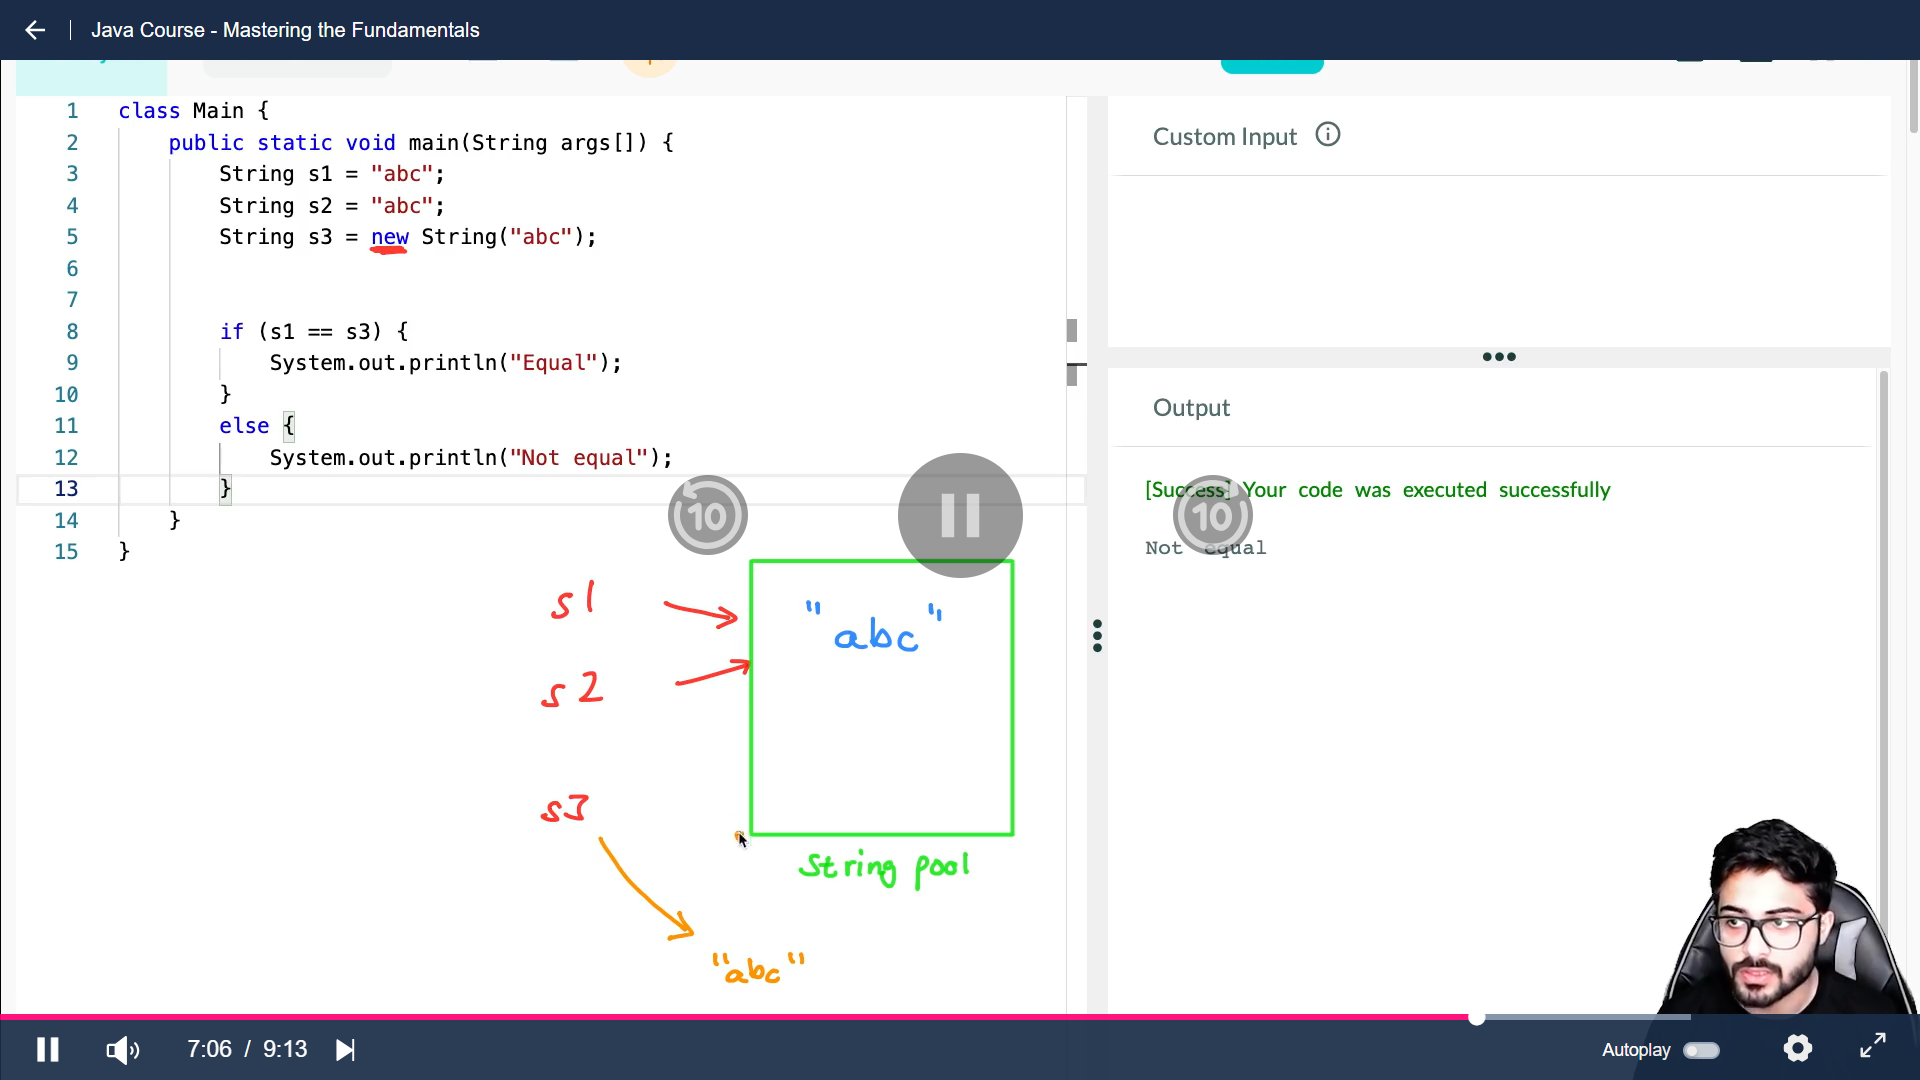 Java Course - Mastering the Fundamentals
1 class Main {
2 public static void main(String args[]) {
3 String s1 = "abc";
4 String s2 = "abc";
5 String s3 = new String("abc");
6
7
8 if (s1 == s3) {
9 System.out.println("Equal");
10 }
11 else {
12 System.out.println("Not equal");
13 }
14 }
15 }
Custom Input
Output
[Success] Your code was executed successfully
Not equal
10
10
s1
"abc"
s2
s3
String pool
"abc"
7:06 / 9:13
Autoplay